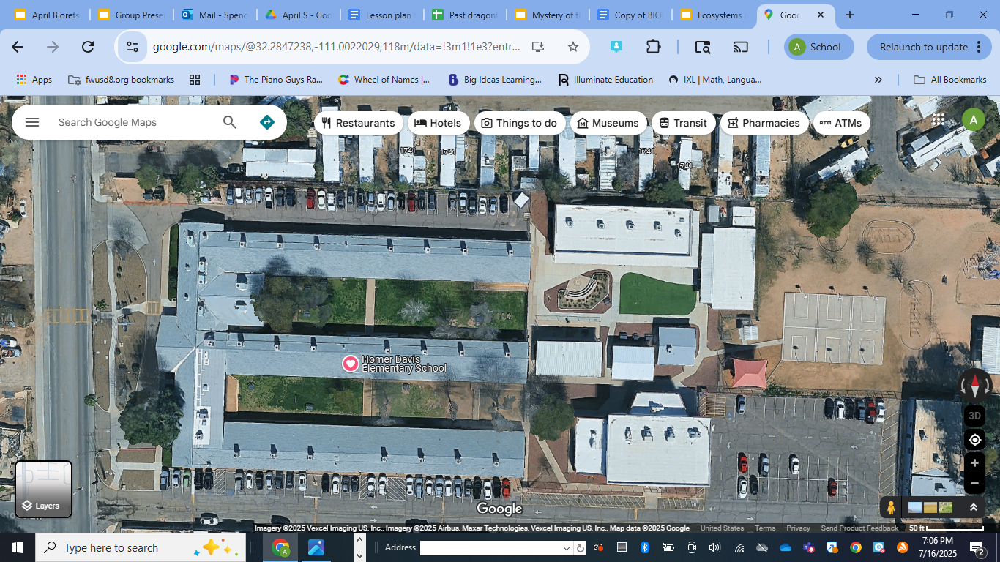 April Biorets
Group Prese
Mail - Spenc
April S - Goo
Lesson plan
Past dragonf
Mystery of t
Copy of BIO
Ecosystems
Goog
google.com/maps/@32.2847238,-111.0022029,118m/data=!3m1!1e3?entr...
School
Relaunch to update
Apps
fwusd8.org bookmarks
The Piano Guys Ra...
Wheel of Names |...
Big Ideas Learning...
Illuminate Education
IXL | Math, Langua...
All Bookmarks
Search Google Maps
Restaurants
Hotels
Things to do
Museums
Transit
Pharmacies
ATM ATMs
A
1741
1741
1741
1741
Homer Davis
Elementary School
3D
Layers
Google
Imagery ©2025 Vexcel Imaging US, Inc., Imagery ©2025 Airbus, Maxar Technologies, Vexcel Imaging US, Inc., Map data ©2025 Google
United States
Terms
Privacy
Send Product Feedback
50 ft
Type here to search
Address
7:06 PM
7/16/2025
2